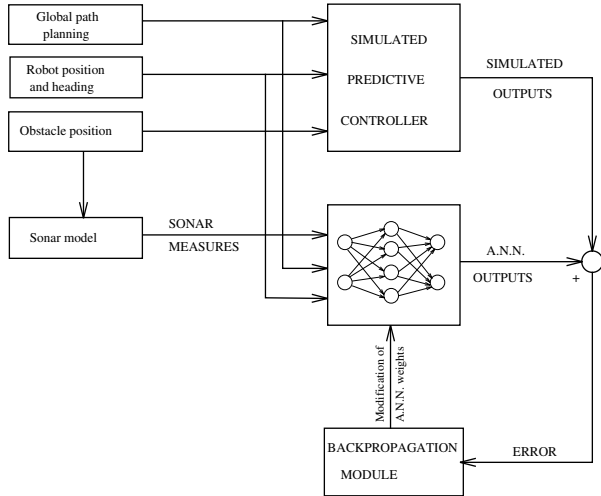 Global path
planning
Robot position
and heading
Obstacle position
Sonar model
SIMULATED
PREDICTIVE
CONTROLLER
SIMULATED
OUTPUTS
SONAR
MEASURES
A.N.N.
OUTPUTS
+
Modification of
A.N.N. weights
BACKPROPAGATION
MODULE
ERROR